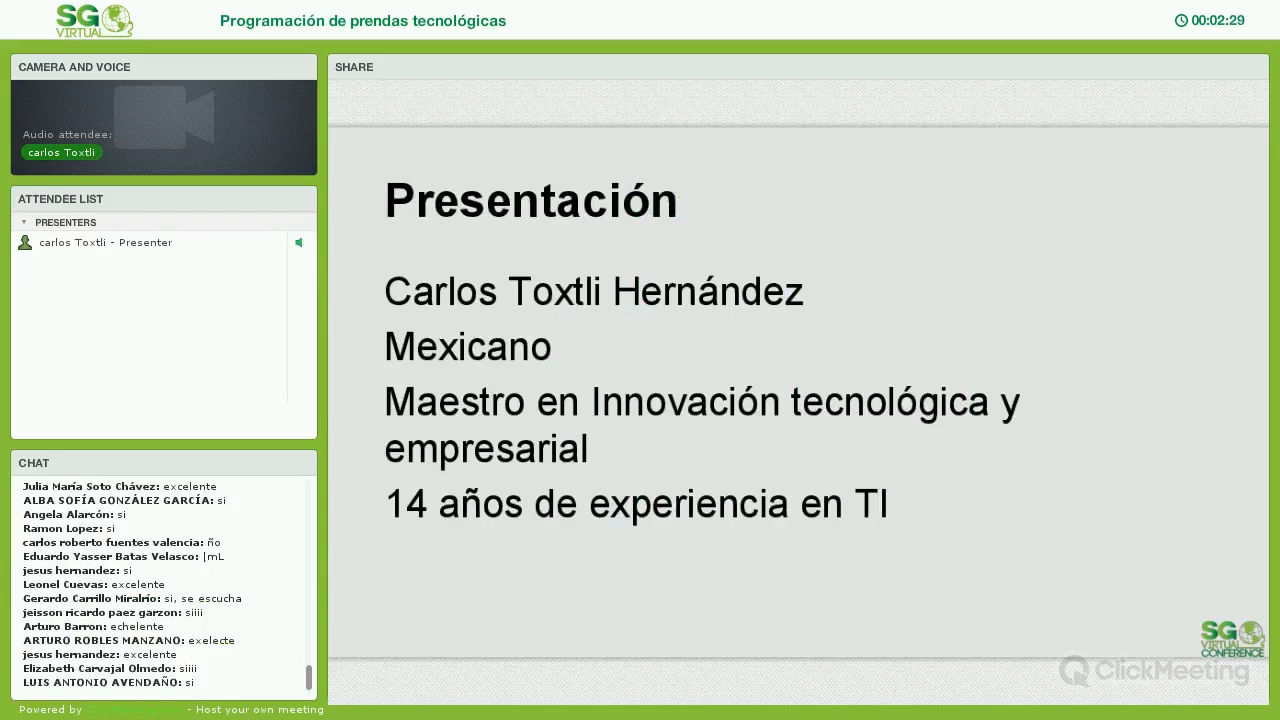 SG
VIRTUAL
Programación de prendas tecnológicas
00:02:29
CAMERA AND VOICE
Audio attendee:
carlos Toxtli
ATTENDEE LIST
PRESENTERS
carlos Toxtli - Presenter
CHAT
Julia María Soto Chávez: excelente
ALBA SOFÍA GONZÁLEZ GARCÍA: si
Angela Alarcón: si
Ramon Lopez: si
carlos roberto fuentes valencia: ño
Eduardo Yasser Batas Velasco: |mL
jesus hernandez: si
Leonel Cuevas: excelente
Gerardo Carrillo Miralrío: si, se escucha
jeisson ricardo paez garzon: siiii
Arturo Barron: echelente
ARTURO ROBLES MANZANO: exelecte
jesus hernandez: excelente
Elizabeth Carvajal Olmedo: siiii
LUIS ANTONIO AVENDAÑO: si
Powered by - Host your own meeting
SHARE
Presentación
Carlos Toxtli Hernández
Mexicano
Maestro en Innovación tecnológica y
empresarial
14 años de experiencia en TI
SG
VIRTUAL
CONFERENCE
ClickMeeting